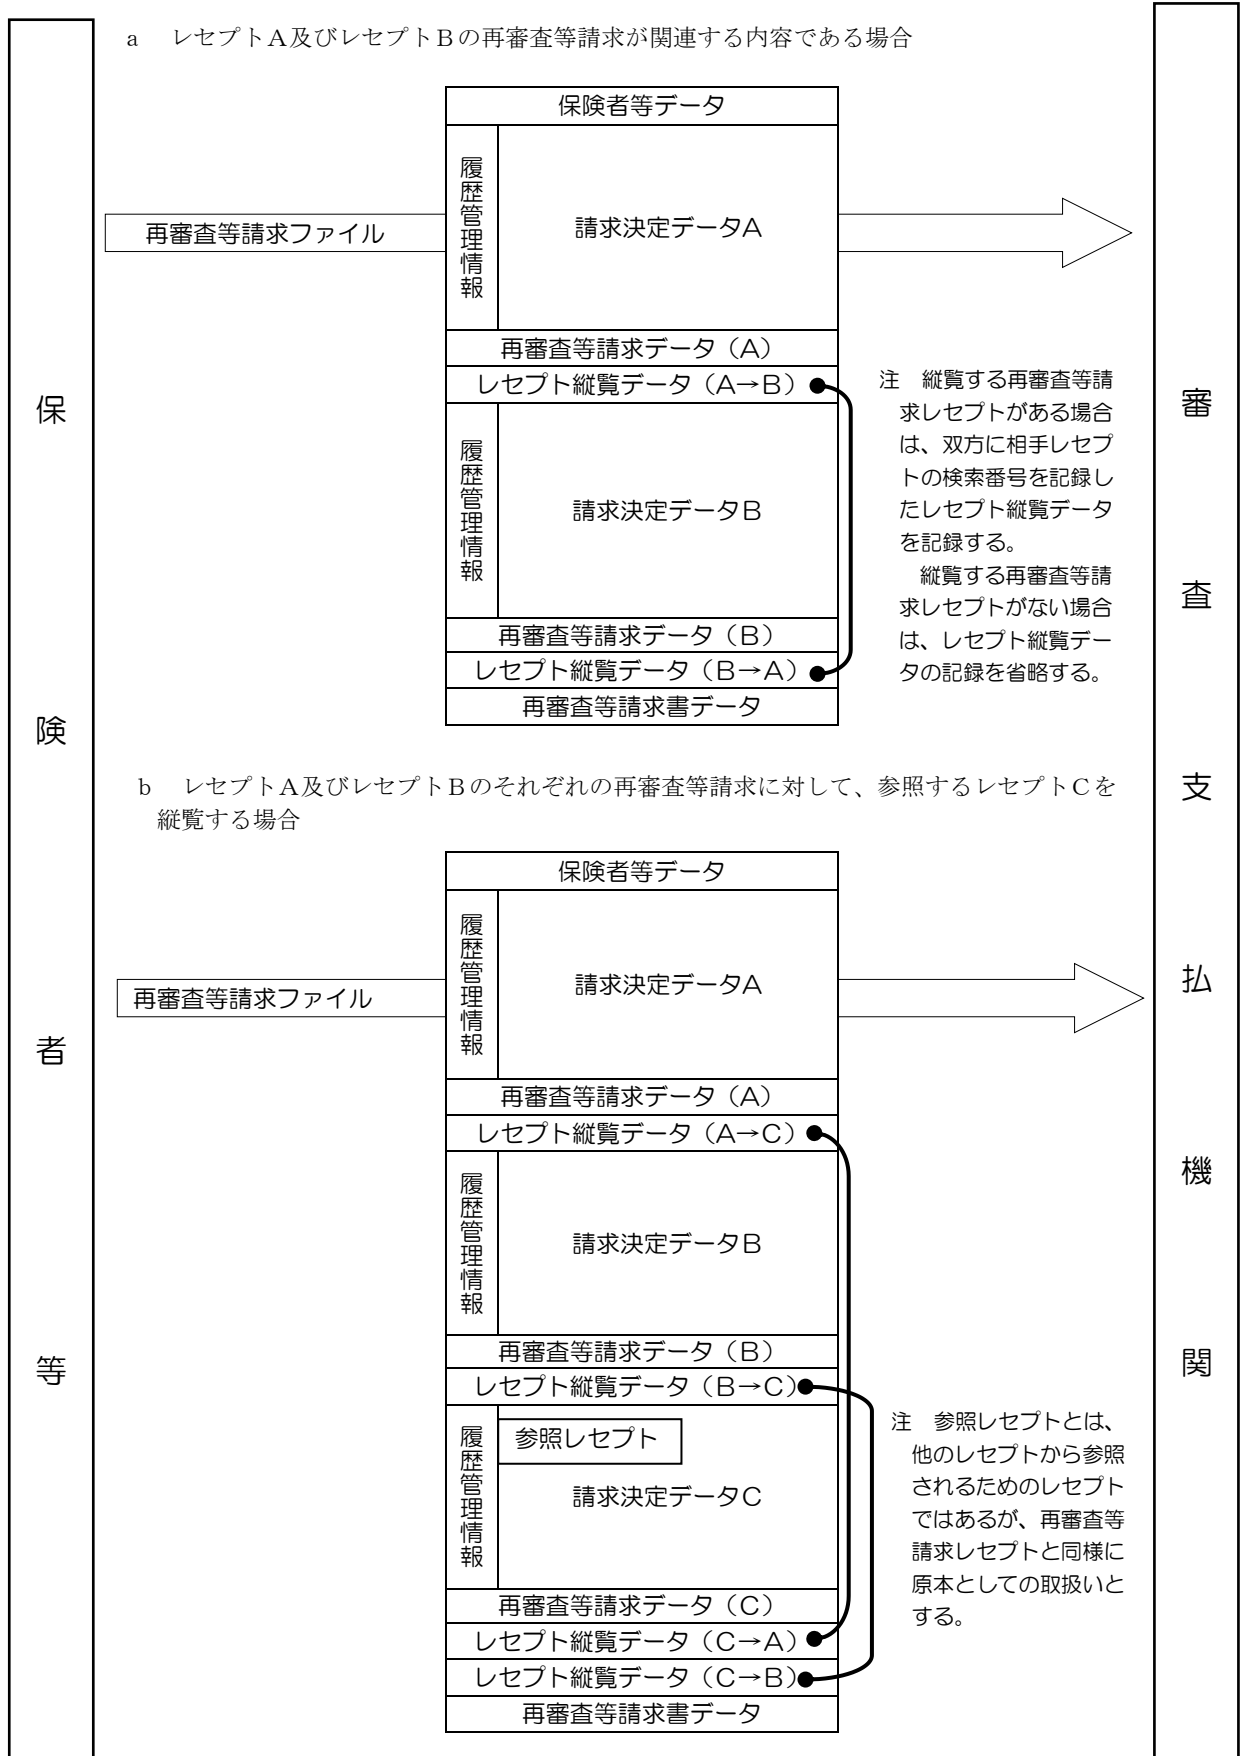 a　レセプトA及びレセプトBの再審査等請求が関連する内容である場合
保険者等
審査支払機関
保険者等データ
履歴管理情報
請求決定データA
再審査等請求ファイル
再審査等請求データ（A）
レセプト縦覧データ（A→B）
履歴管理情報
請求決定データB
再審査等請求データ（B）
レセプト縦覧データ（B→A）
再審査等請求書データ
注　縦覧する再審査等請
求レセプトがある場合
は、双方に相手レセプ
トの検索番号を記録し
たレセプト縦覧データ
を記録する。
縦覧する再審査等請
求レセプトがない場合
は、レセプト縦覧デー
タの記録を省略する。
b　レセプトA及びレセプトBのそれぞれの再審査等請求に対して、参照するレセプトCを
縦覧する場合
保険者等データ
履歴管理情報
請求決定データA
再審査等請求ファイル
再審査等請求データ（A）
レセプト縦覧データ（A→C）
履歴管理情報
請求決定データB
再審査等請求データ（B）
レセプト縦覧データ（B→C）
履歴管理情報
参照レセプト
請求決定データC
再審査等請求データ（C）
レセプト縦覧データ（C→A）
レセプト縦覧データ（C→B）
再審査等請求書データ
注　参照レセプトとは、
他のレセプトから参照
されるためのレセプト
ではあるが、再審査等
請求レセプトと同様に
原本としての取扱いと
する。